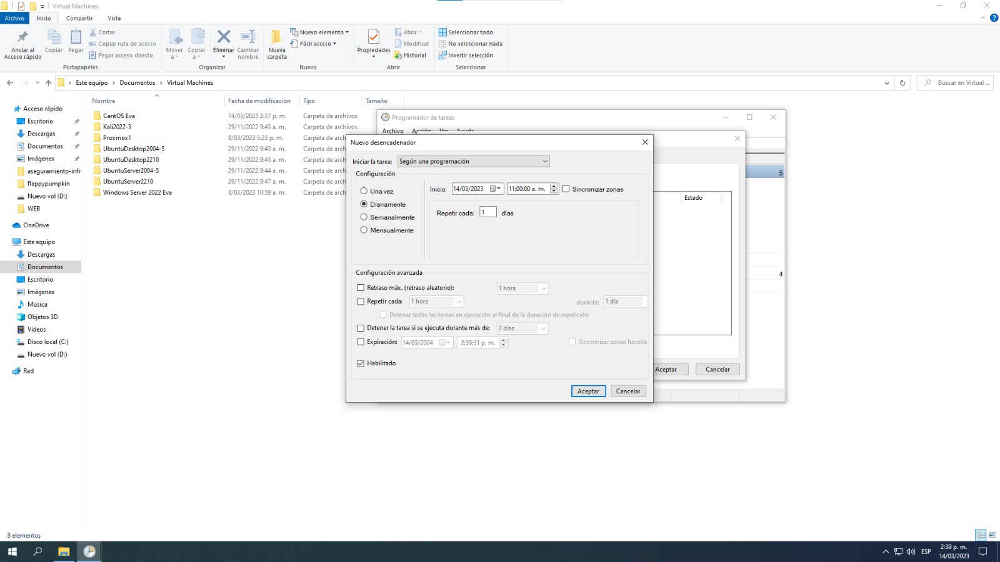 Virtual Machines
Archivo Inicio Compartir Vista
Anclar al Acceso rápido
Copiar
Pegar
Cortar
Copiar ruta de acceso
Pegar acceso directo
Portapapeles
Mover a
Copiar a
Eliminar
Cambiar nombre
Organizar
Nueva carpeta
Nuevo elemento
Fácil acceso
Nuevo
Propiedades
Abrir
Modificar
Historial
Abrir
Seleccionar todo
No seleccionar nada
Invertir selección
Seleccionar
Este equipo > Documentos > Virtual Machines
Buscar en Virtual ...
Acceso rápido
Escritorio
Descargas
Documentos
Imágenes
aseguramiento-infr
flappypumpkin
Nuevo vol (D:)
WEB
OneDrive
Este equipo
Descargas
Documentos
Escritorio
Imágenes
Música
Objetos 3D
Vídeos
Disco local (C:)
Nuevo vol (D:)
Red
Nombre Fecha de modificación Tipo Tamaño
CentOS Eva 14/03/2023 2:37 p. m. Carpeta de archivos
Kali2022-3 29/11/2022 9:43 a. m. Carpeta de archivos
Proxmox1 8/03/2023 5:23 p. m. Carpeta de arch
UbuntuDesktop2004-5 29/11/2022 9:43 a. m. Carpeta de arch
UbuntuDesktop2210 29/11/2022 9:43 a. m. Carpeta de arch
UbuntuServer2004-5 29/11/2022 9:44 a. m. Carpeta de arch
UbuntuServer2210 29/11/2022 9:47 a. m. Carpeta de arch
Windows Server 2022 Eva 8/03/2023 10:59 a. m. Carpeta de arch
Programador de tareas
Archivo Acción Ver Ayuda
5
Estado
4
Aceptar Cancelar
Nuevo desencadenador
Iniciar la tarea: Según una programación
Configuración
Una vez
Diariamente
Semanalmente
Mensualmente
Inicio: 14/03/2023 11:00:00 a. m. Sincronizar zonas
Repetir cada: 1 días
Configuración avanzada
Retraso máx. (retraso aleatorio): 1 hora
Repetir cada: 1 hora durante: 1 día
Detener todas las tareas en ejecución al final de la duración de repetición
Detener la tarea si se ejecuta durante más de: 3 días
Expiración: 14/03/2024 2:39:31 p. m. Sincronizar zonas horaria
Habilitado
Aceptar Cancelar
8 elementos
ESP
2:39 p. m.
14/03/2023